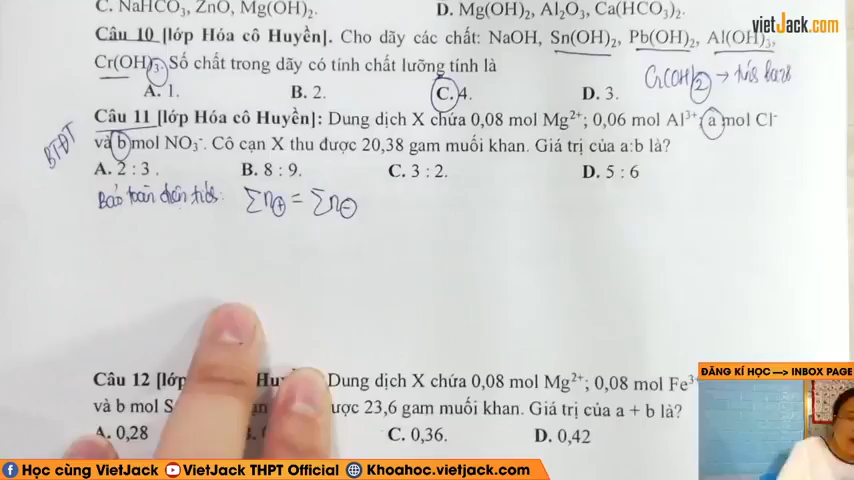 C. NaHCO₃, ZnO, Mg(OH)₂.
D. Mg(OH)₂, Al₂O₃, Ca(HCO₃)₂.
vietJack.com
Câu 10 [lớp Hóa cô Huyền]. Cho dãy các chất: NaOH, Sn(OH)₂, Pb(OH)₂, Al(OH)₃,
Cr(OH)₃. Số chất trong dãy có tính chất lưỡng tính là
Cr(OH)₂ →
A. 1.
B. 2.
C. 4.
D. 3.
Câu 11 [lớp Hóa cô Huyền]: Dung dịch X chứa 0,08 mol Mg²⁺; 0,06 mol Al³⁺; a mol Cl⁻
BTĐT
và b mol NO₃⁻. Cô cạn X thu được 20,38 gam muối khan. Giá trị của a:b là?
A. 2 : 3 .
B. 8 : 9.
C. 3 : 2.
D. 5 : 6
Bảo toàn điện tích: ∑n⊕ = ∑n⊖
Câu 12 [lớp Hu Dung dịch X chứa 0,08 mol Mg²⁺; 0,08 mol Fe³⁺
và b mol S ược 23,6 gam muối khan. Giá trị của a + b là?
A. 0,28
C. 0,36.
D. 0,42
ĐĂNG KÍ HỌC —> INBOX PAGE
Học cùng VietJack VietJack THPT Official Khoahoc.vietjack.com